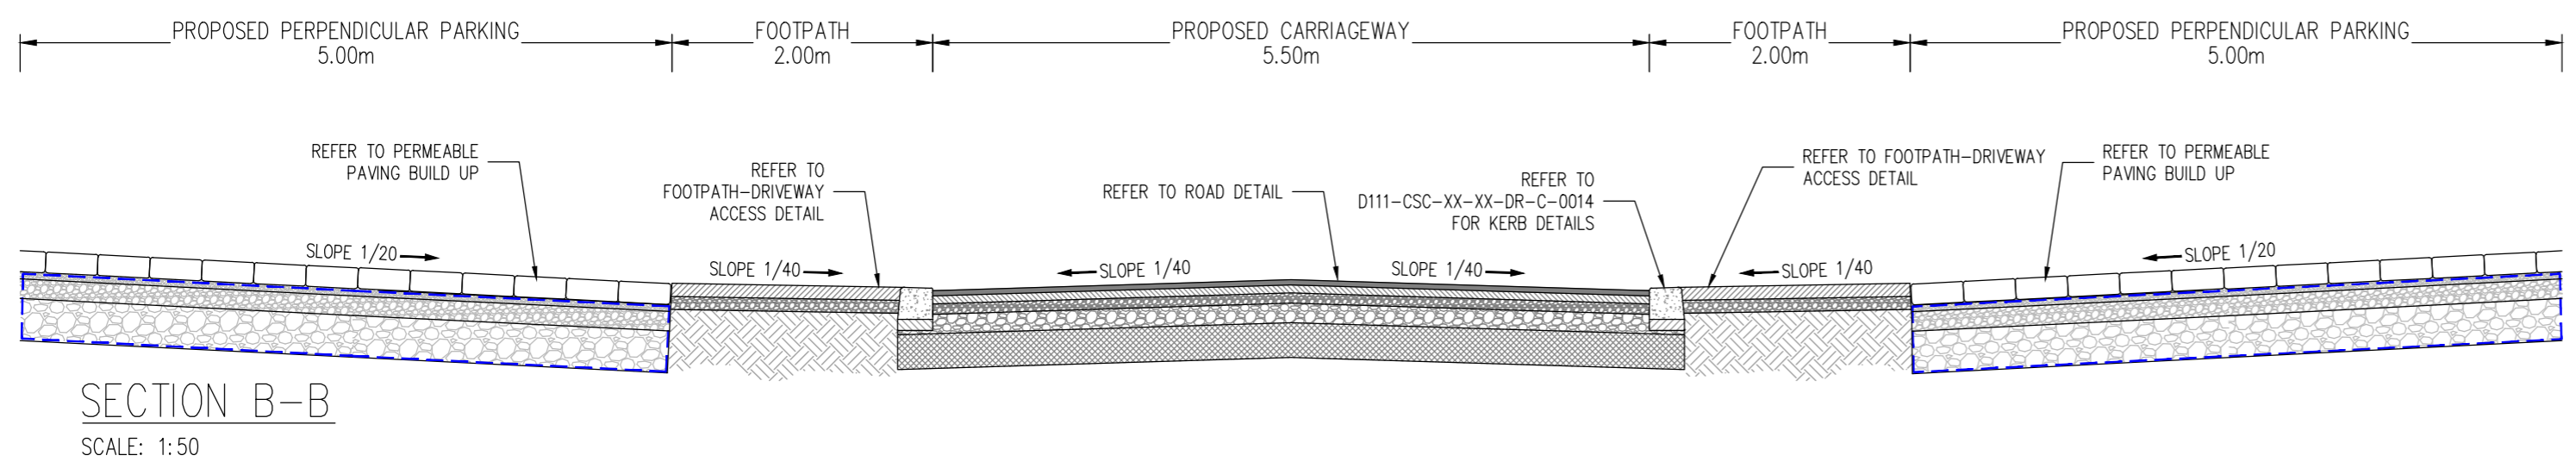 PROPOSED PERPENDICULAR PARKING
5.00m
FOOTPATH
2.00m
PROPOSED CARRIAGEWAY
5.50m
FOOTPATH
2.00m
PROPOSED PERPENDICULAR PARKING
5.00m
REFER TO PERMEABLE
PAVING BUILD UP
REFER TO
FOOTPATH-DRIVEWAY
ACCESS DETAIL
REFER TO ROAD DETAIL
REFER TO
D111-CSC-XX-XX-DR-C-0014
FOR KERB DETAILS
REFER TO FOOTPATH-DRIVEWAY
ACCESS DETAIL
REFER TO PERMEABLE
PAVING BUILD UP
SLOPE 1/20
SLOPE 1/40
SLOPE 1/40
SLOPE 1/40
SLOPE 1/40
SLOPE 1/20
SECTION B-B
SCALE: 1:50